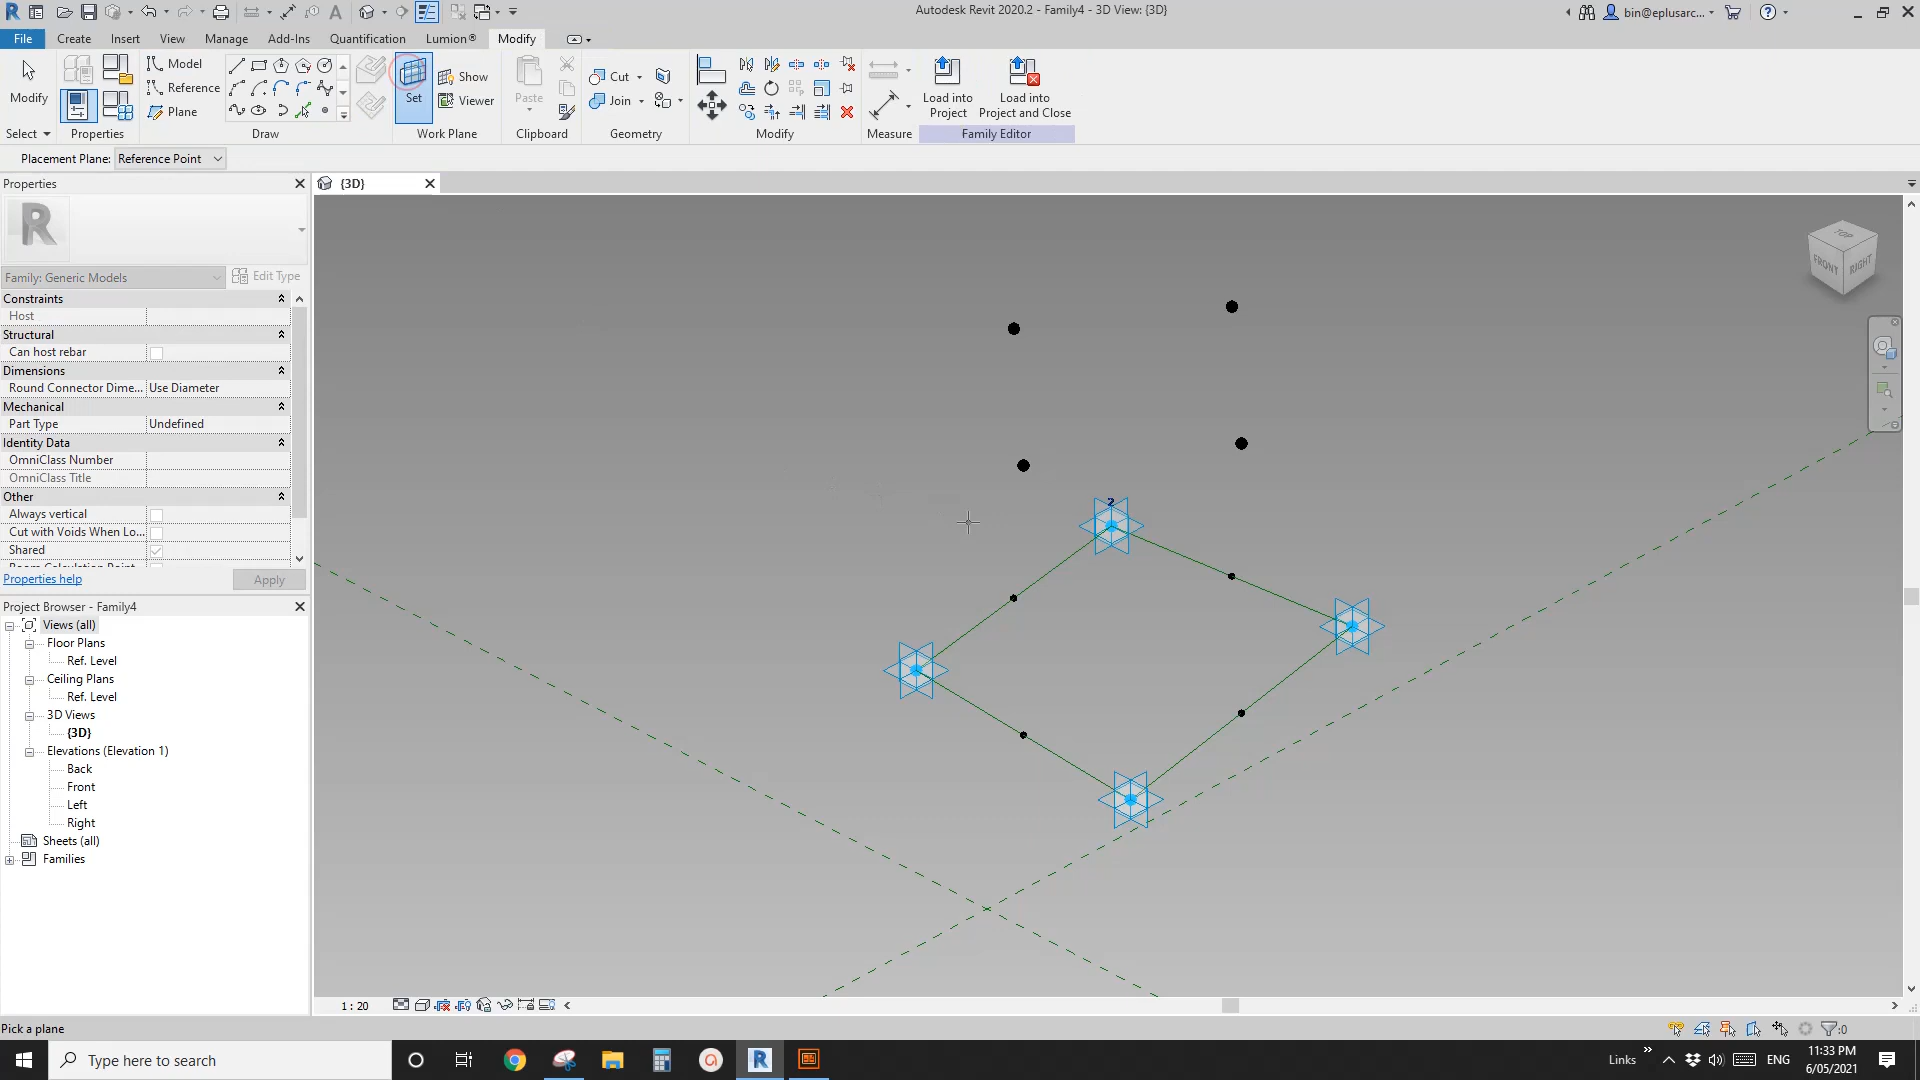 Autodesk Revit 2020.2 - Family4 - 3D View: {3D}
bin@eplusarc...
File
Create
Insert
View
Manage
Add-Ins
Quantification
Lumion®
Modify
Modify
Select
Properties
Model
Reference
Plane
Draw
Set
Show
Viewer
Work Plane
Paste
Clipboard
Cut
Join
Geometry
Modify
Measure
Load into
Project
Load into
Project and Close
Family Editor
Placement Plane:
Reference Point
Properties
{3D}
R
Family: Generic Models
Edit Type
Constraints
Host
Structural
Can host rebar
Dimensions
Round Connector Dime...
Use Diameter
Mechanical
Part Type
Undefined
Identity Data
OmniClass Number
OmniClass Title
Other
Always vertical
Cut with Voids When Lo...
Shared
Properties help
Apply
Project Browser - Family4
Views (all)
Floor Plans
Ref. Level
Ceiling Plans
Ref. Level
3D Views
{3D}
Elevations (Elevation 1)
Back
Front
Left
Right
Sheets (all)
Families
2
TOP
FRONT
RIGHT
1 : 20
Pick a plane
:0
Type here to search
Links
ENG
11:33 PM
6/05/2021